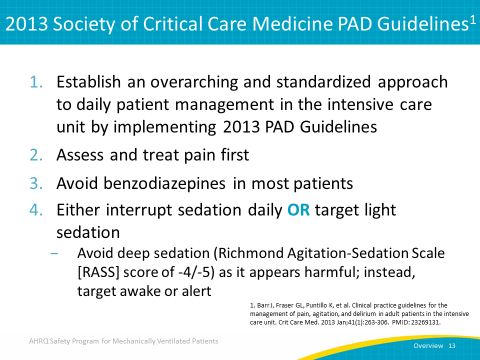 2013 Society of Critical Care Medicine PAD Guidelines1
1. Establish an overarching and standardized approach
to daily patient management in the intensive care
unit by implementing 2013 PAD Guidelines
2. Assess and treat pain first
3. Avoid benzodiazepines in most patients
4. Either interrupt sedation daily OR target light
sedation
– Avoid deep sedation (Richmond Agitation-Sedation Scale
[RASS] score of -4/-5) as it appears harmful; instead,
target awake or alert
1. Barr J, Fraser GL, Puntillo K, et al. Clinical practice guidelines for the
management of pain, agitation, and delirium in adult patients in the intensive
care unit. Crit Care Med. 2013 Jan;41(1):263-306. PMID: 23269131.
AHRQ Safety Program for Mechanically Ventilated Patients
Overview 13